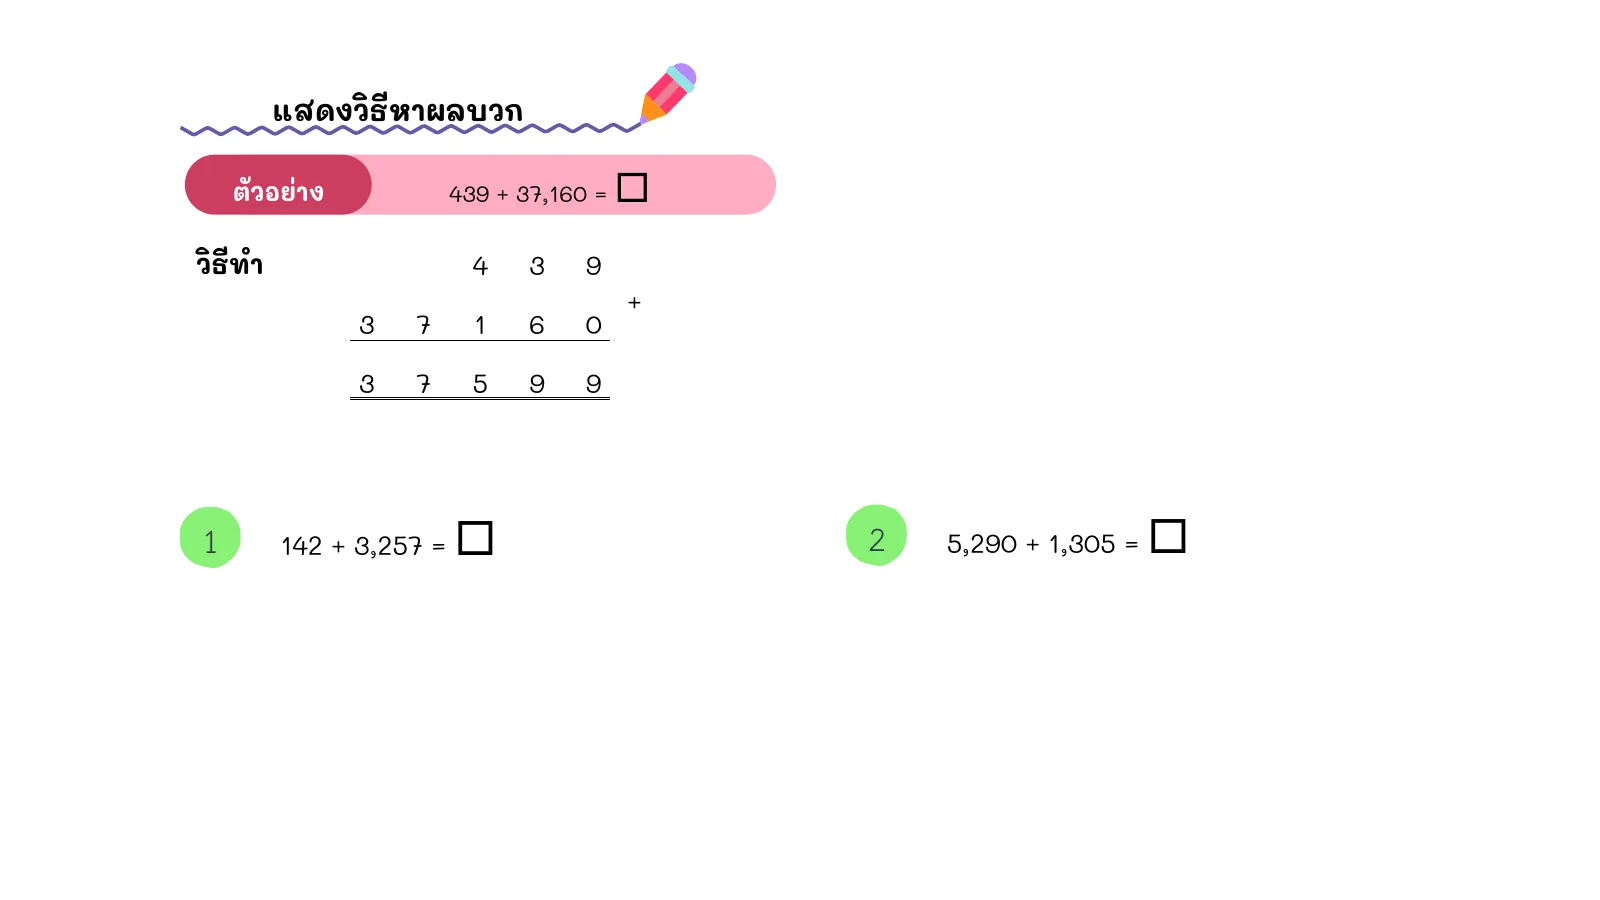 แสดงวิธีหาผลบวก
ตัวอย่าง 439 + 37,160 = □
วิธีทำ 4 3 9
+
3 7 1 6 0
3 7 5 9 9
1 142 + 3,257 = □
2 5,290 + 1,305 = □